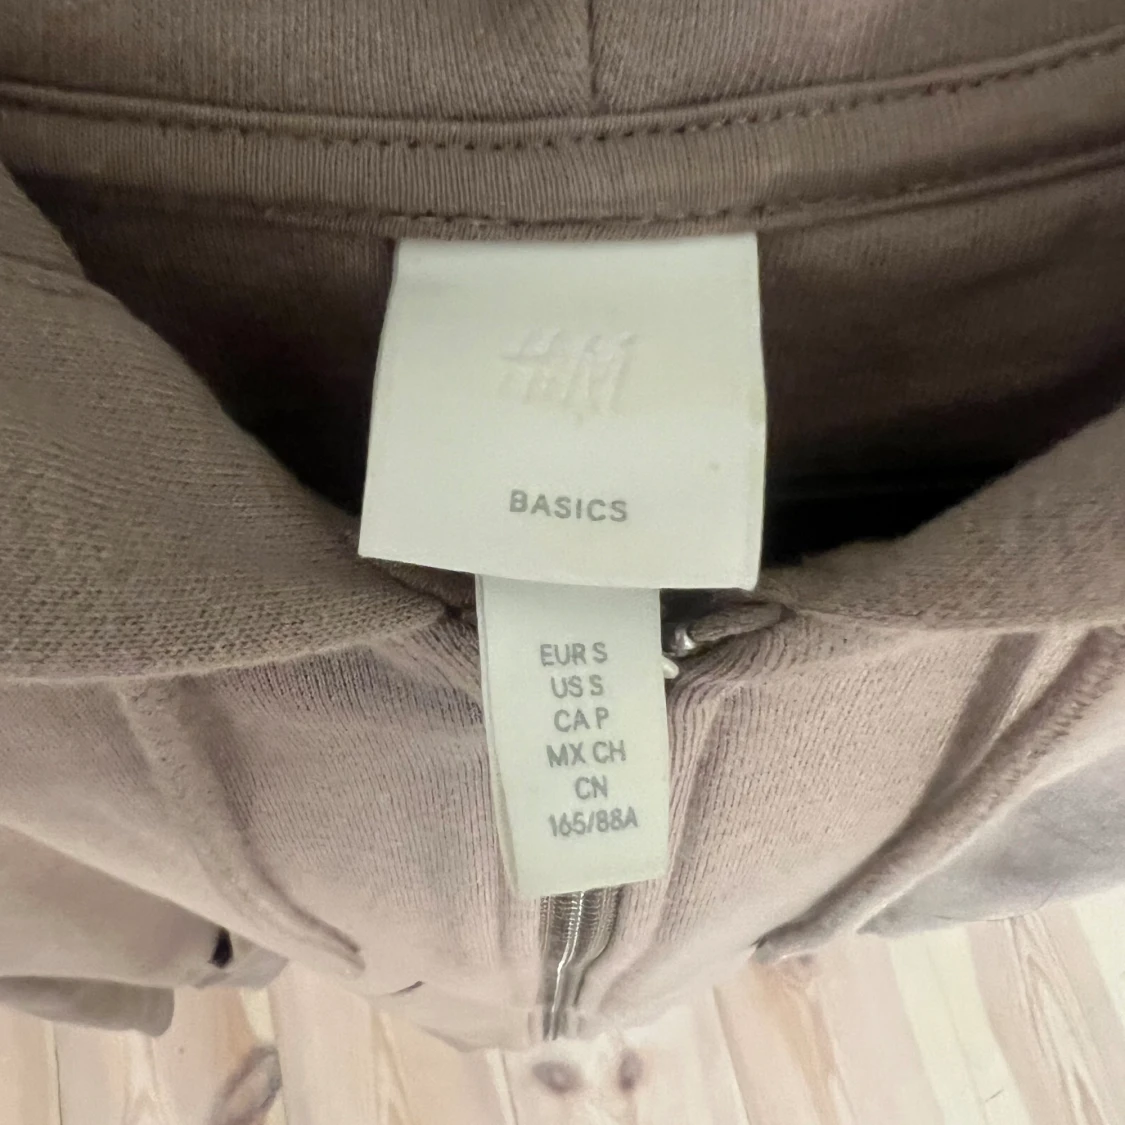 H&M
BASICS
EUR S
US S
CA P
MX CH
CN
165/88A